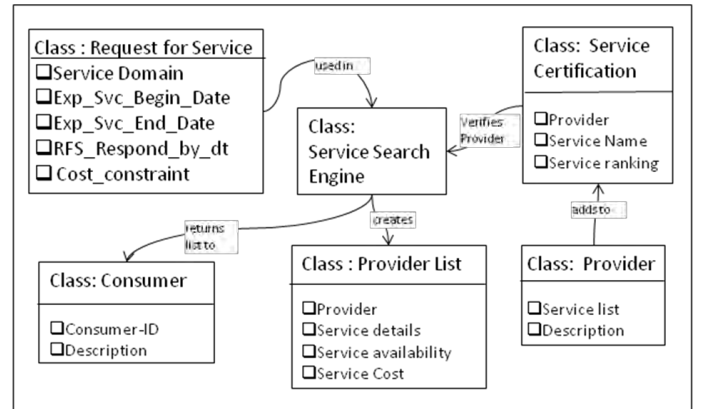 Class : Request for Service
Service Domain
Exp_Svc_Begin_Date
Exp_Svc_End_Date
RFS_Respond_by_dt
Cost_constraint
used in
Class: Service
Certification
Provider
Service Name
Service ranking
Class:
Service Search
Engine
Verifies
Provider
adds to
returns
list to
creates
Class: Consumer
Consumer-ID
Description
Class : Provider List
Provider
Service details
Service availability
Service Cost
Class: Provider
Service list
Description